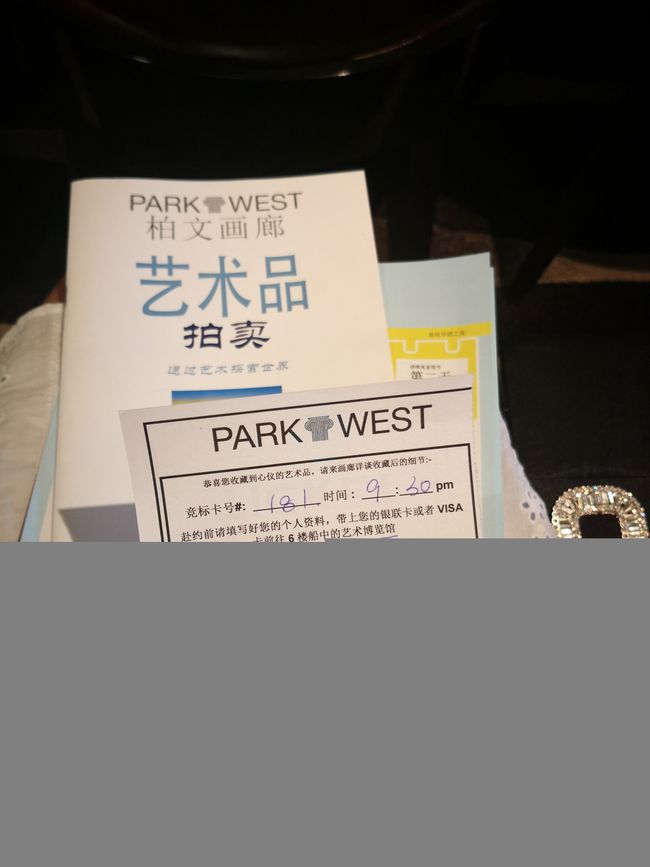 PARK WEST
柏文画廊
艺术品
拍卖
通过艺术探索世界
PARK WEST
恭喜您收藏到心仪的艺术品，请来画廊详谈收藏后的细节:-
竞标卡号#: 181 时间: 9:30 pm
赴约前请填写好您的个人资料，带上您的银联卡或者 VISA
卡前往 6 楼船中的艺术博览馆